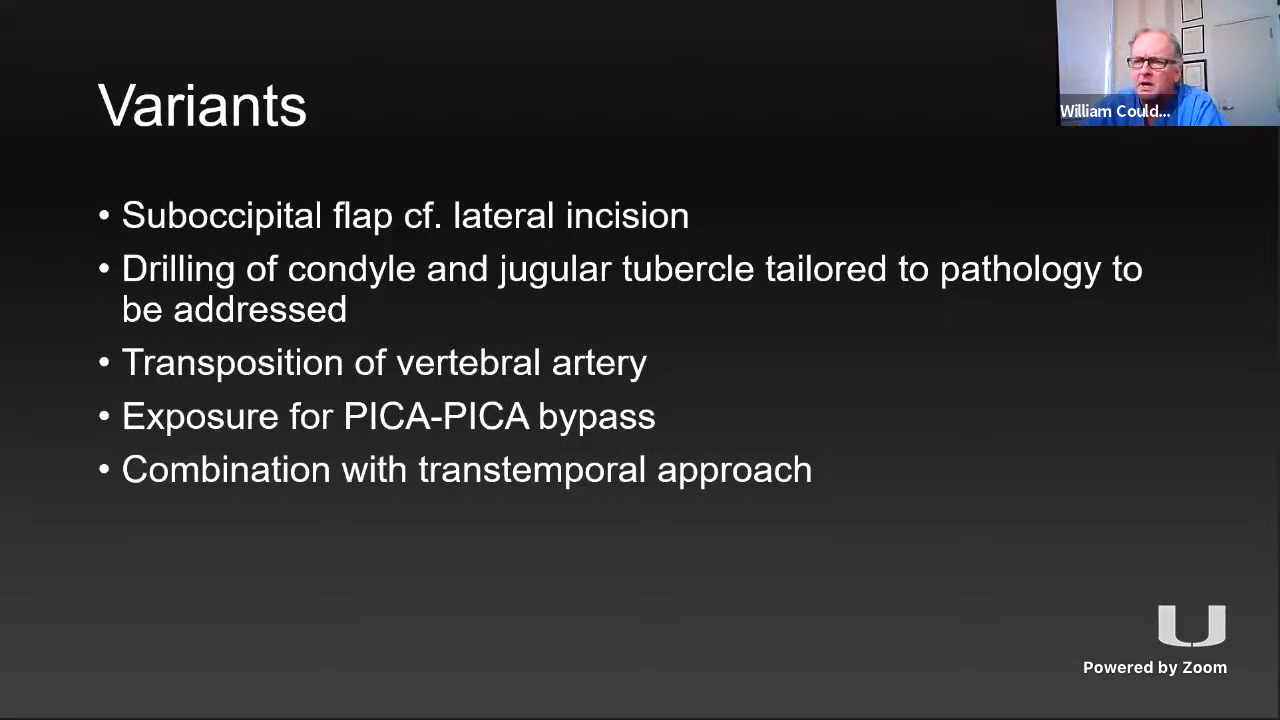 Variants
William Could...
• Suboccipital flap cf. lateral incision
• Drilling of condyle and jugular tubercle tailored to pathology to
be addressed
• Transposition of vertebral artery
• Exposure for PICA-PICA bypass
• Combination with transtemporal approach
U
Powered by Zoom